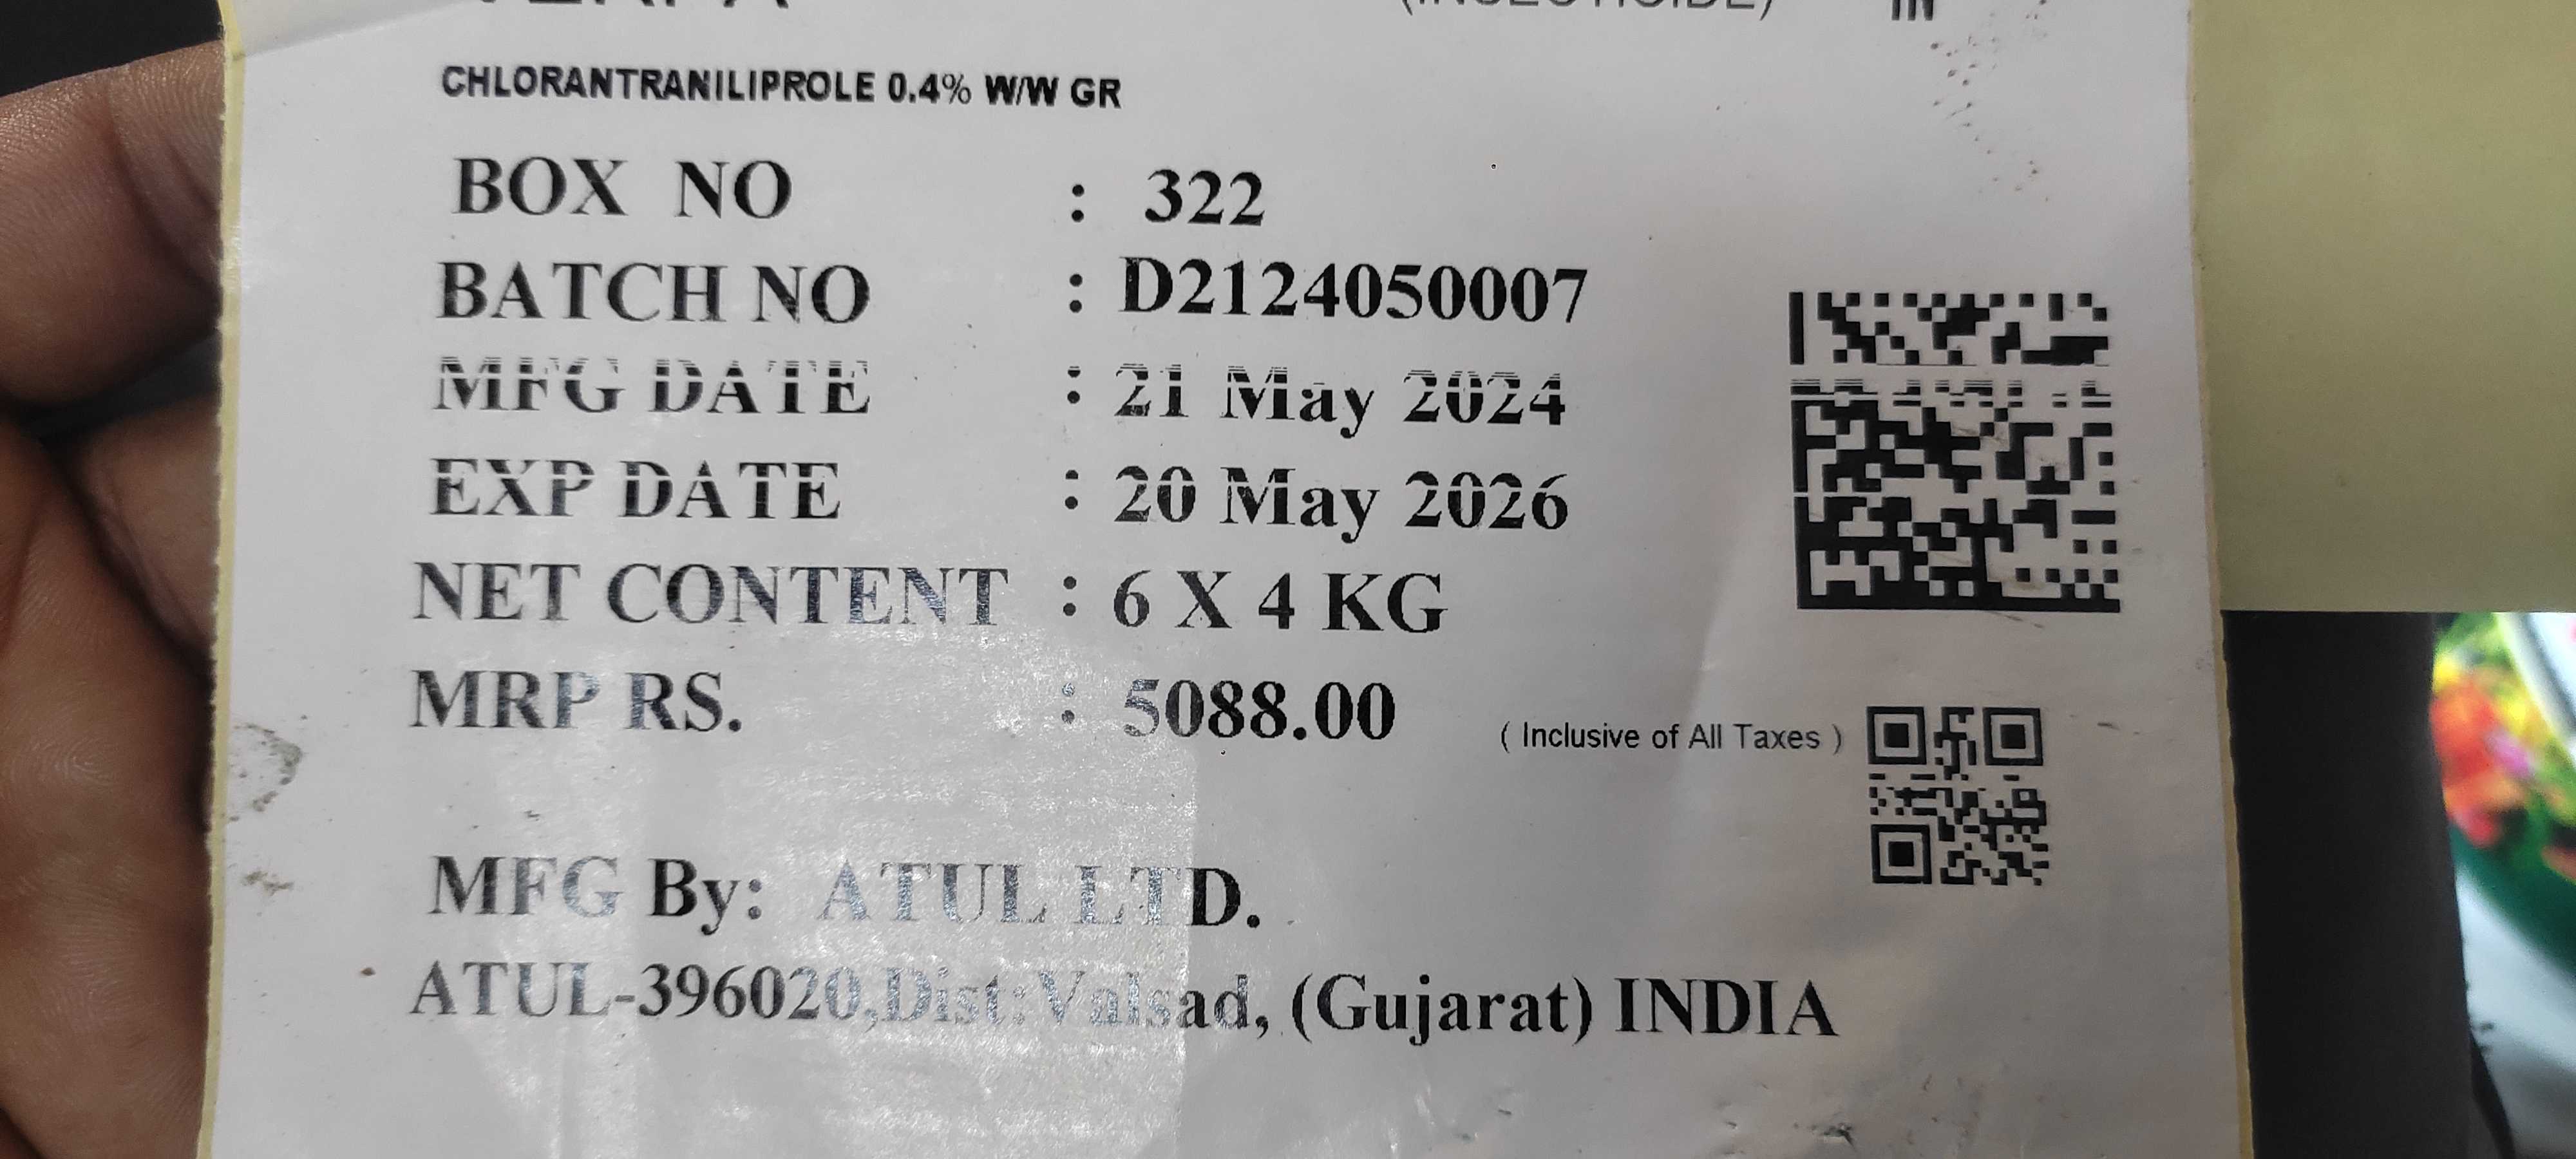 (INSECTICIDE) IN
CHLORANTRANILIPROLE 0.4% W/W GR
BOX NO : 322
BATCH NO : D2124050007
MFG DATE : 21 May 2024
EXP DATE : 20 May 2026
NET CONTENT : 6 X 4 KG
MRP RS. : 5088.00 ( Inclusive of All Taxes )
MFG By: ATUL LTD.
ATUL-396020,Dist:Valsad, (Gujarat) INDIA